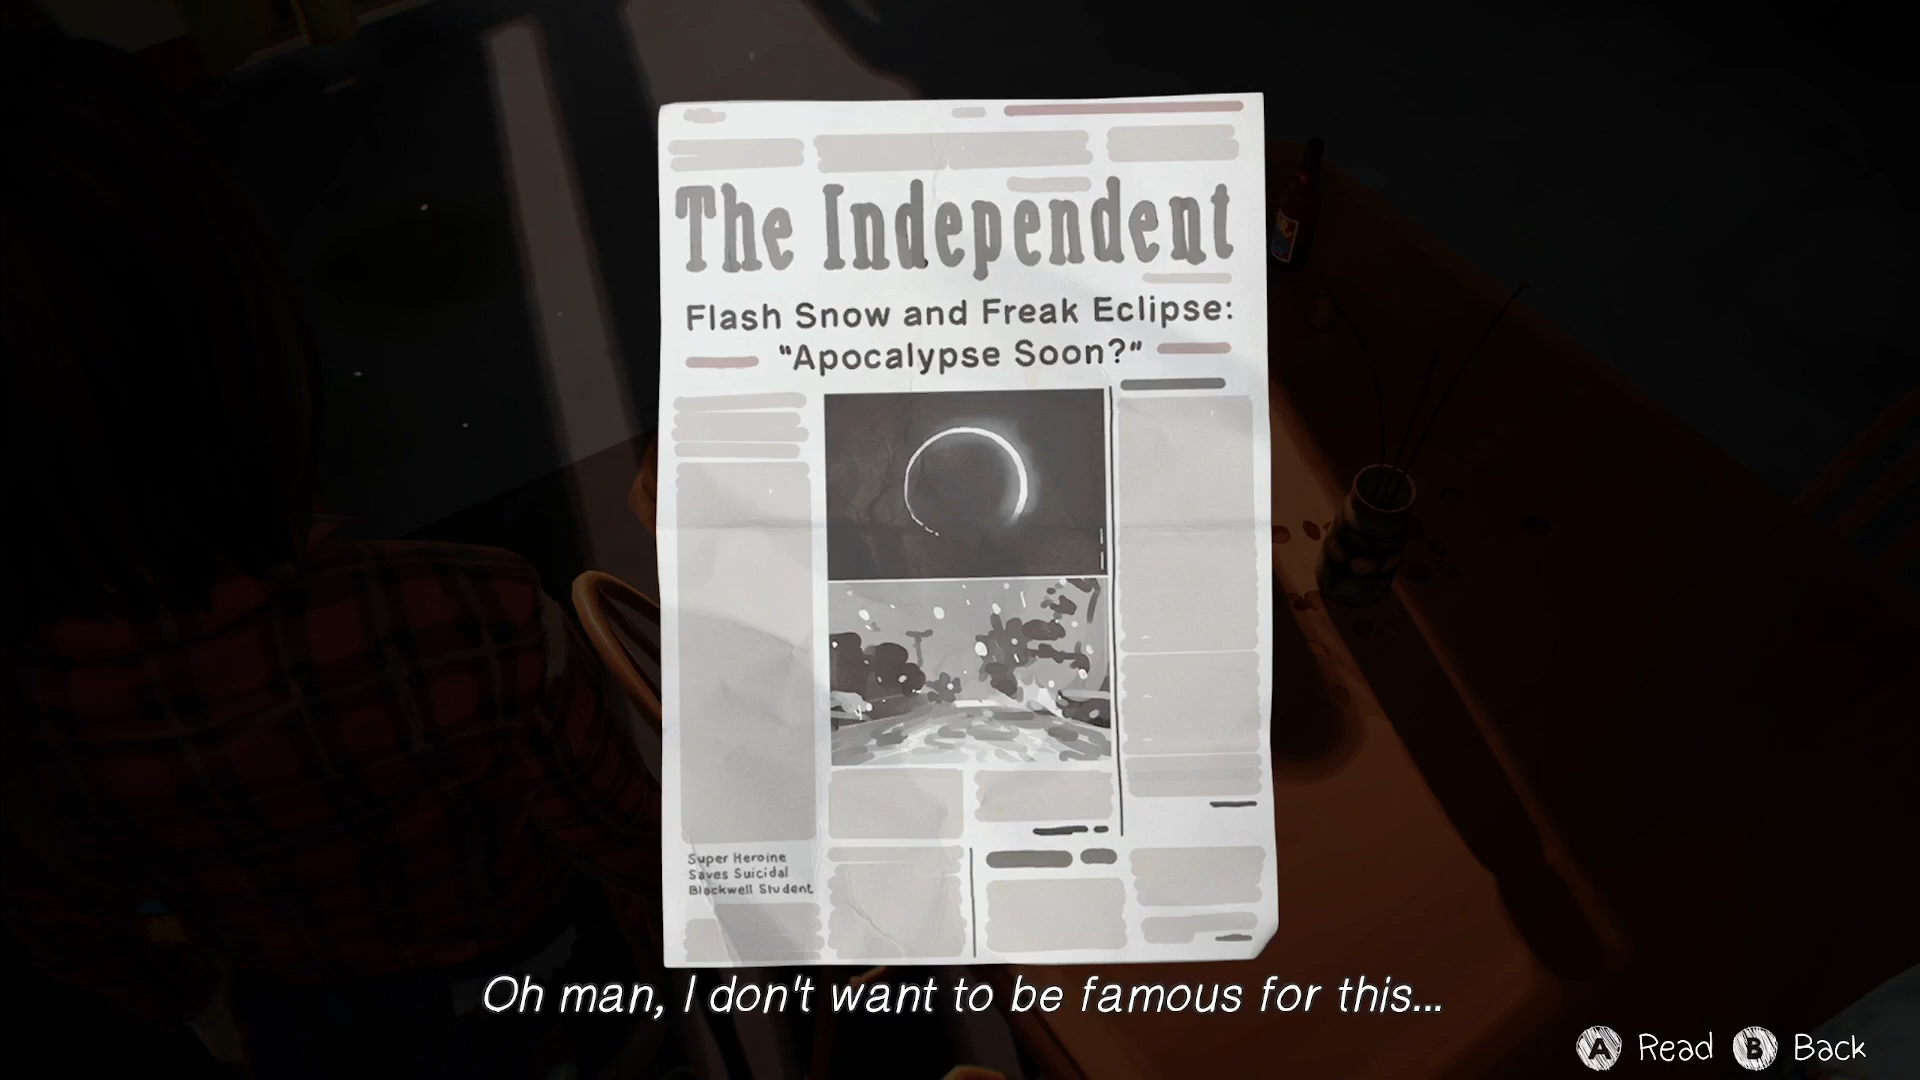 The Independent
Flash Snow and Freak Eclipse:
"Apocalypse Soon?"
Super Heroine
Saves Suicidal
Blackwell Student
Oh man, I don't want to be famous for this...
A Read B Back